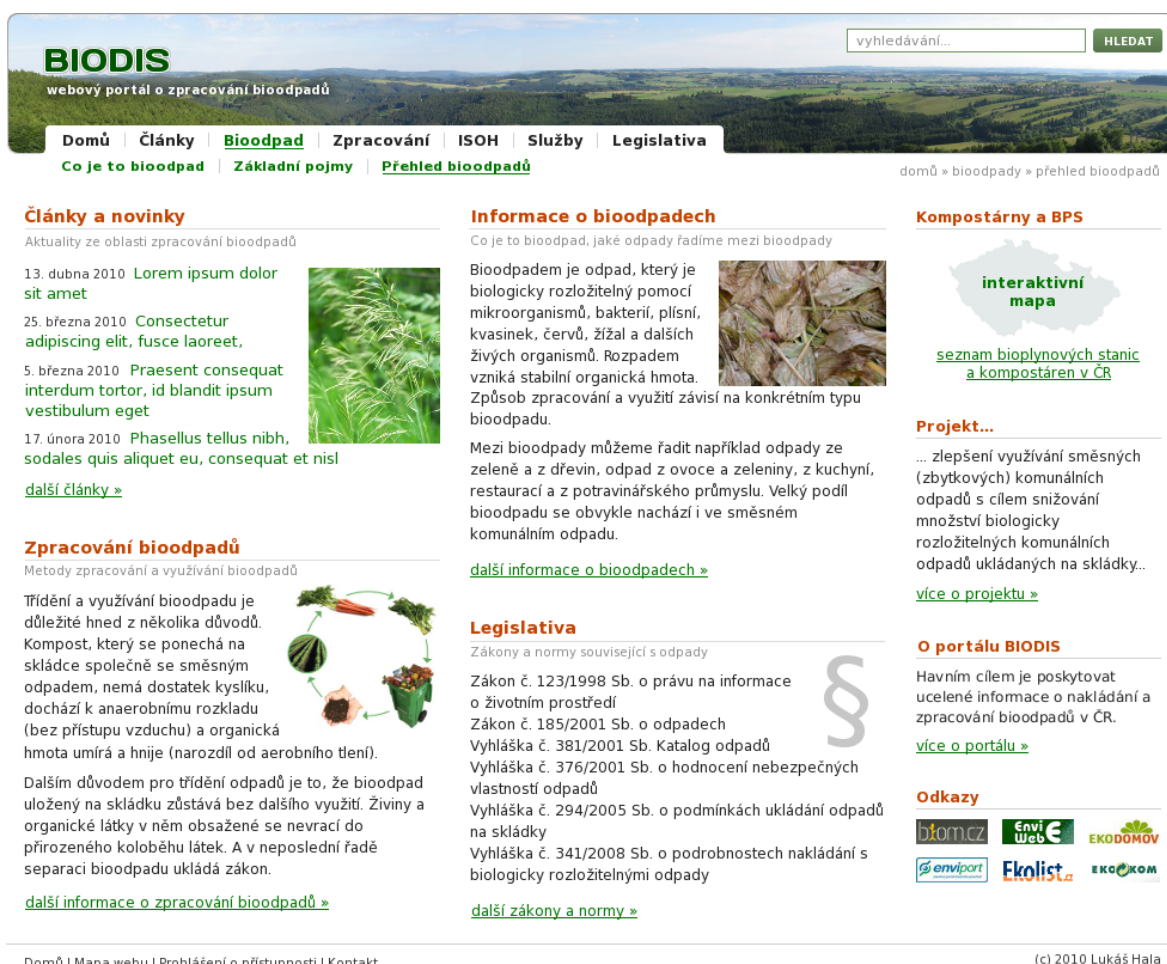 BIODIS
webový portál o zpracování bioodpadů
vyhledávání...
HLEDAT
Domů
Články
Bioodpad
Zpracování
ISOH
Služby
Legislativa
Co je to bioodpad
Základní pojmy
Přehled bioodpadů
domů » bioodpady » přehled bioodpadů
Články a novinky
Aktuality ze oblasti zpracování bioodpadů
13. dubna 2010 Lorem ipsum dolor
sit amet
25. března 2010 Consectetur
adipiscing elit, fusce laoreet,
5. března 2010 Praesent consequat
interdum tortor, id blandit ipsum
vestibulum eget
17. února 2010 Phasellus tellus nibh,
sodales quis aliquet eu, consequat et nisl
další články »
Zpracování bioodpadů
Metody zpracování a využívání bioodpadů
Třídění a využívání bioodpadu je
důležité hned z několika důvodů.
Kompost, který se ponechá na
skládce společně se směsným
odpadem, nemá dostatek kyslíku,
dochází k anaerobnímu rozkladu
(bez přístupu vzduchu) a organická
hmota umírá a hnije (narozdíl od aerobního tlení).
Dalším důvodem pro třídění odpadů je to, že bioodpad
uložený na skládku zůstává bez dalšího využití. Živiny a
organické látky v něm obsažené se nevrací do
přirozeného koloběhu látek. A v neposlední řadě
separaci bioodpadu ukládá zákon.
další informace o zpracování bioodpadů »
Informace o bioodpadech
Co je to bioodpad, jaké odpady řadíme mezi bioodpady
Bioodpadem je odpad, který je
biologicky rozložitelný pomocí
mikroorganismů, bakterií, plísní,
kvasinek, červů, žížal a dalších
živých organismů. Rozpadem
vzniká stabilní organická hmota.
Způsob zpracování a využití závisí na konkrétním typu
bioodpadu.
Mezi bioodpady můžeme řadit například odpady ze
zeleně a z dřevin, odpad z ovoce a zeleniny, z kuchyní,
restaurací a z potravinářského průmyslu. Velký podíl
bioodpadu se obvykle nachází i ve směsném
komunálním odpadu.
další informace o bioodpadech »
Legislativa
Zákony a normy související s odpady
§
Zákon č. 123/1998 Sb. o právu na informace
o životním prostředí
Zákon č. 185/2001 Sb. o odpadech
Vyhláška č. 381/2001 Sb. Katalog odpadů
Vyhláška č. 376/2001 Sb. o hodnocení nebezpečných
vlastností odpadů
Vyhláška č. 294/2005 Sb. o podmínkách ukládání odpadů
na skládky
Vyhláška č. 341/2008 Sb. o podrobnostech nakládání s
biologicky rozložitelnými odpady
další zákony a normy »
Kompostárny a BPS
interaktivní
mapa
seznam bioplynových stanic
a kompostáren v ČR
Projekt...
... zlepšení využívání směsných
(zbytkových) komunálních
odpadů s cílem snižování
množství biologicky
rozložitelných komunálních
odpadů ukládaných na skládky...
více o projektu »
O portálu BIODIS
Havním cílem je poskytovat
ucelené informace o nakládání a
zpracování bioodpadů v ČR.
více o portálu »
Odkazy
biom.cz
Envi
Web
EKODOMOV
enviport
Ekolist.cz
EKO KOM
Domů | Mapa webu | Prohlášení o přístupnosti | Kontakt
(c) 2010 Lukáš Hala